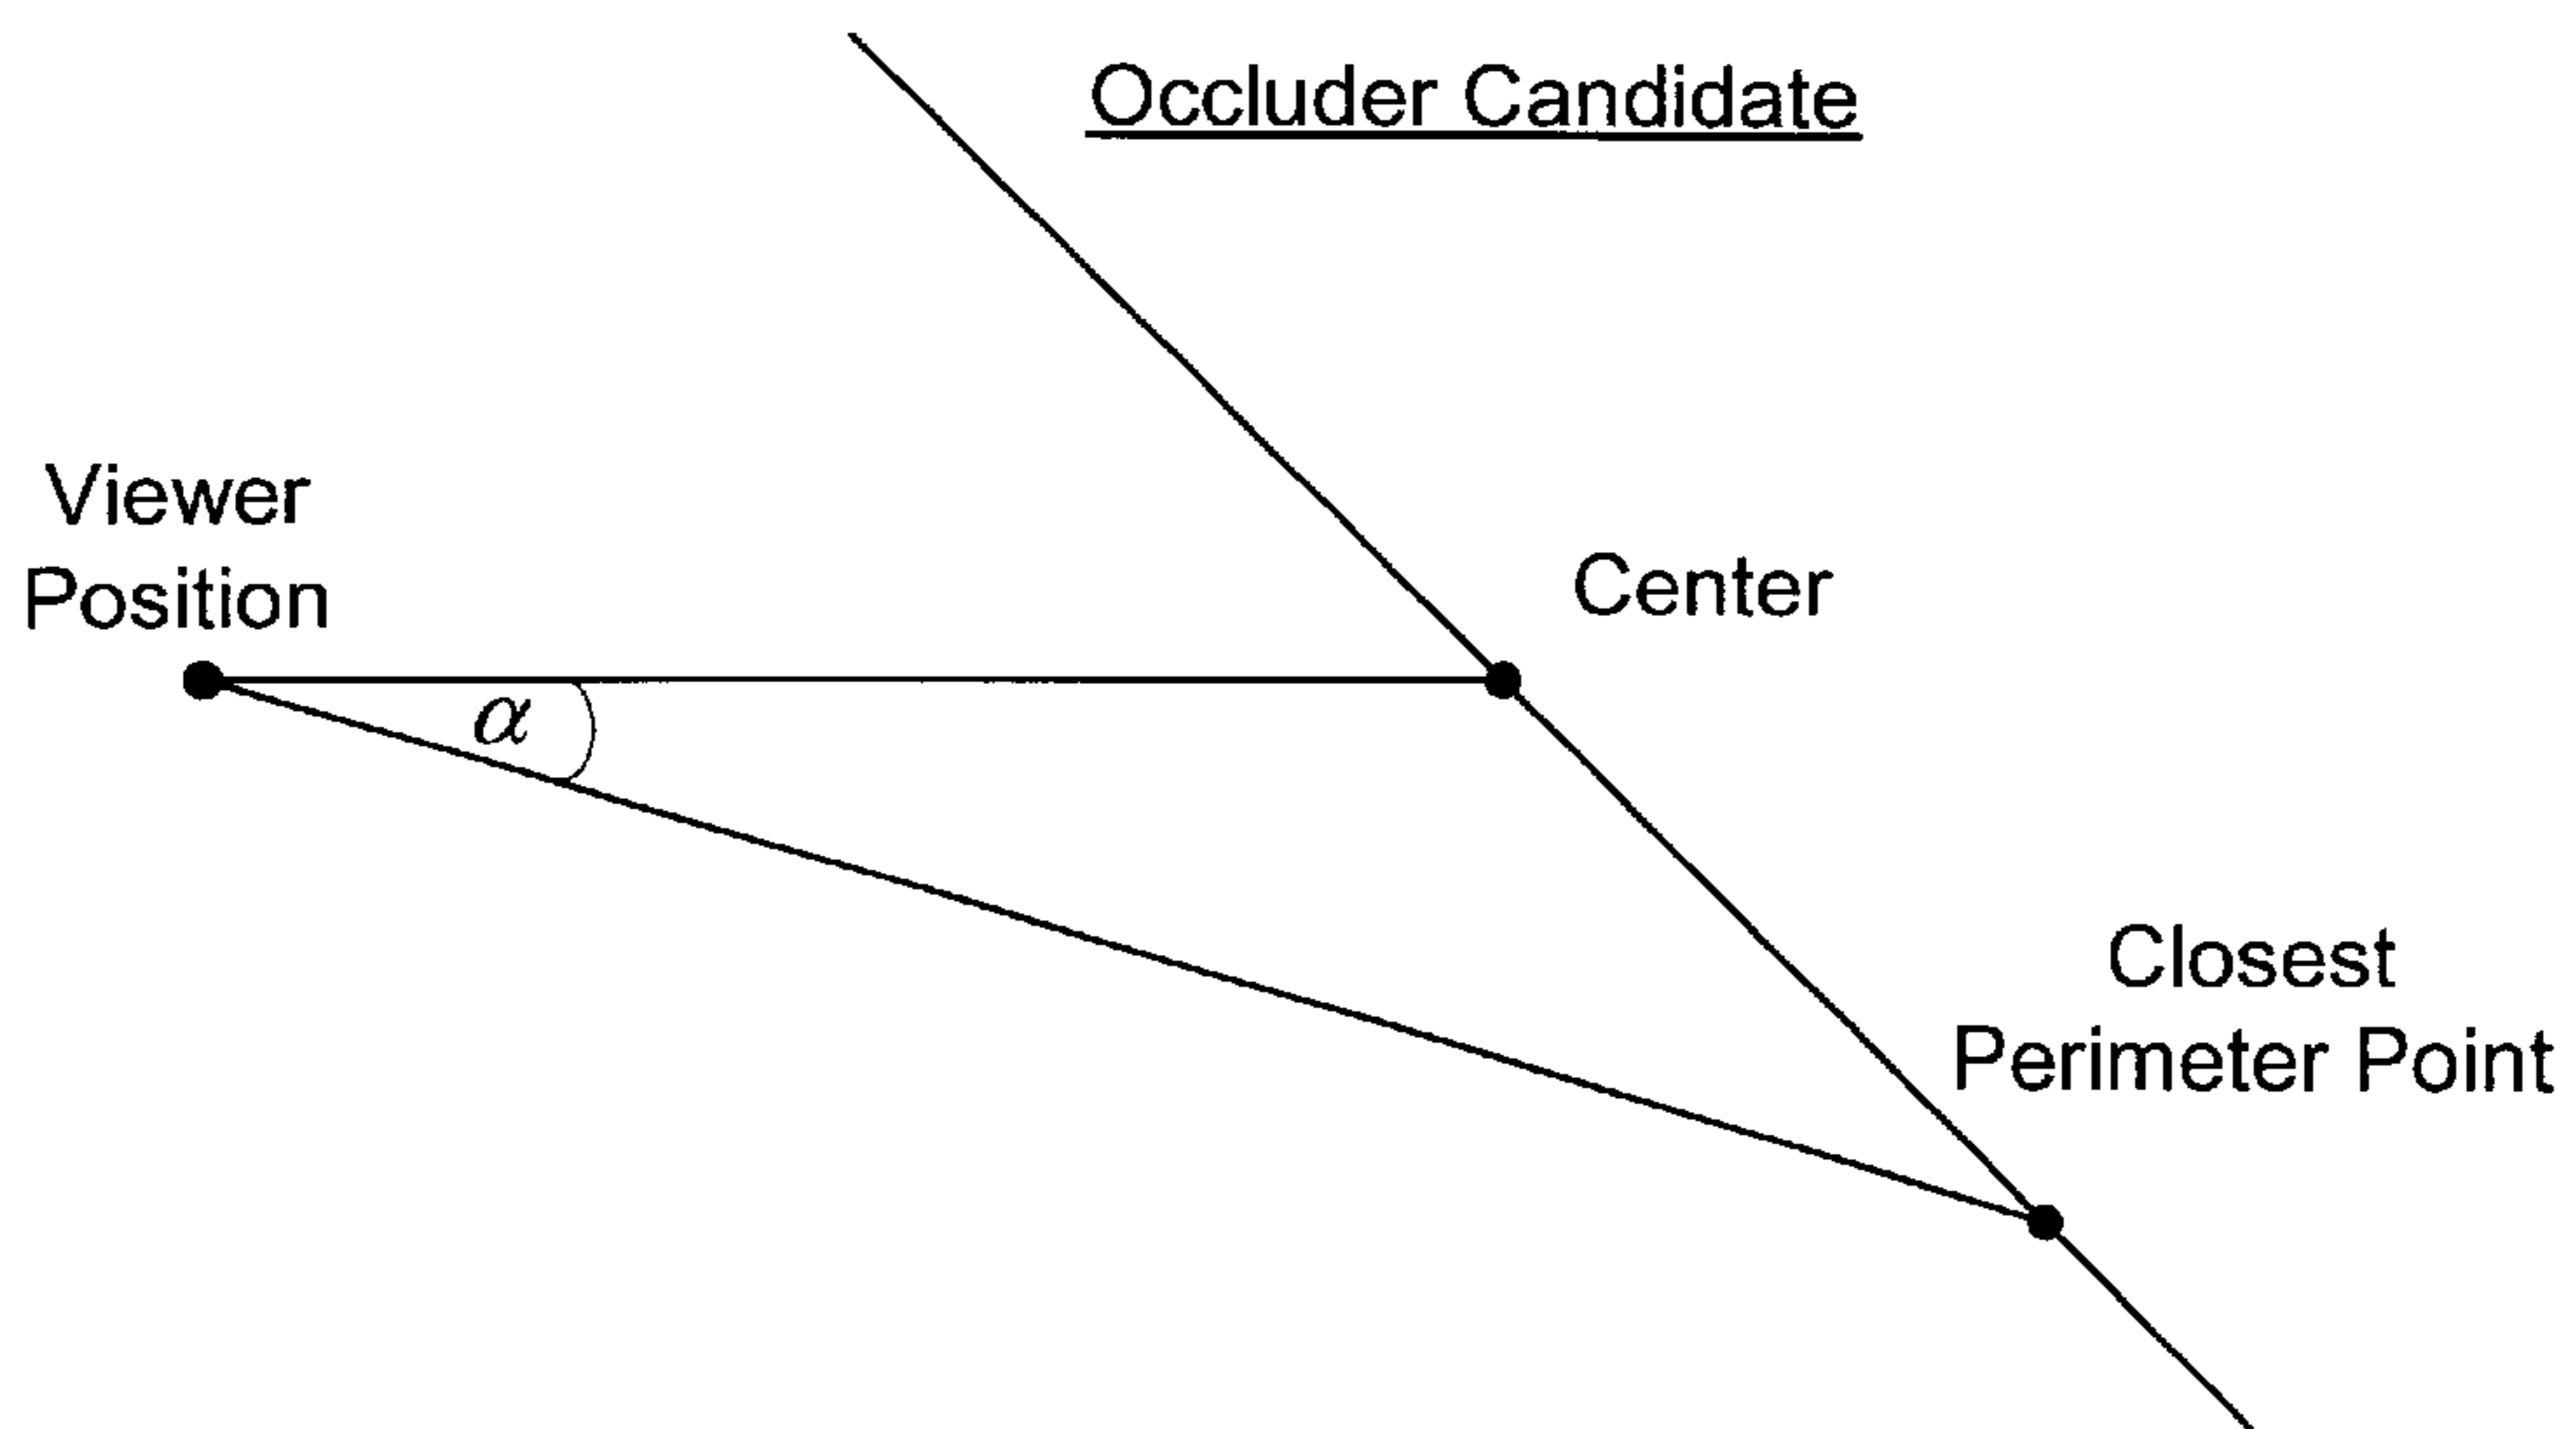 Occluder Candidate
Viewer
Position
Center
α
Closest
Perimeter Point